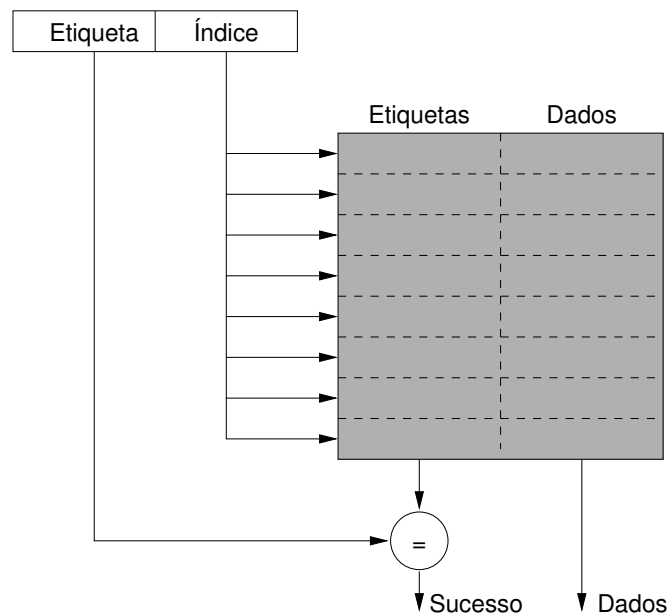 Etiqueta Índice
Etiquetas Dados
=
Sucesso Dados